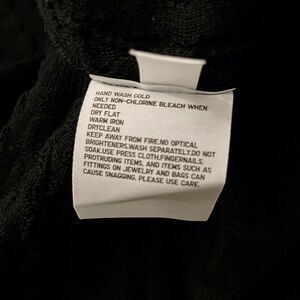 HAND WASH COLD
ONLY NON-CHLORINE BLEACH WHEN
NEEDED
DRY FLAT
WARM IRON
DRYCLEAN
KEEP AWAY FROM FIRE.NO OPTICAL
BRIGHTENERS.WASH SEPARATELY.DO NOT
SOAK.USE PRESS CLOTH.FINGERNAILS,
PROTRUDING ITEMS, AND ITEMS SUCH AS
FITTINGS ON JEWELRY AND BAGS CAN
CAUSE SNAGGING. PLEASE USE CARE.